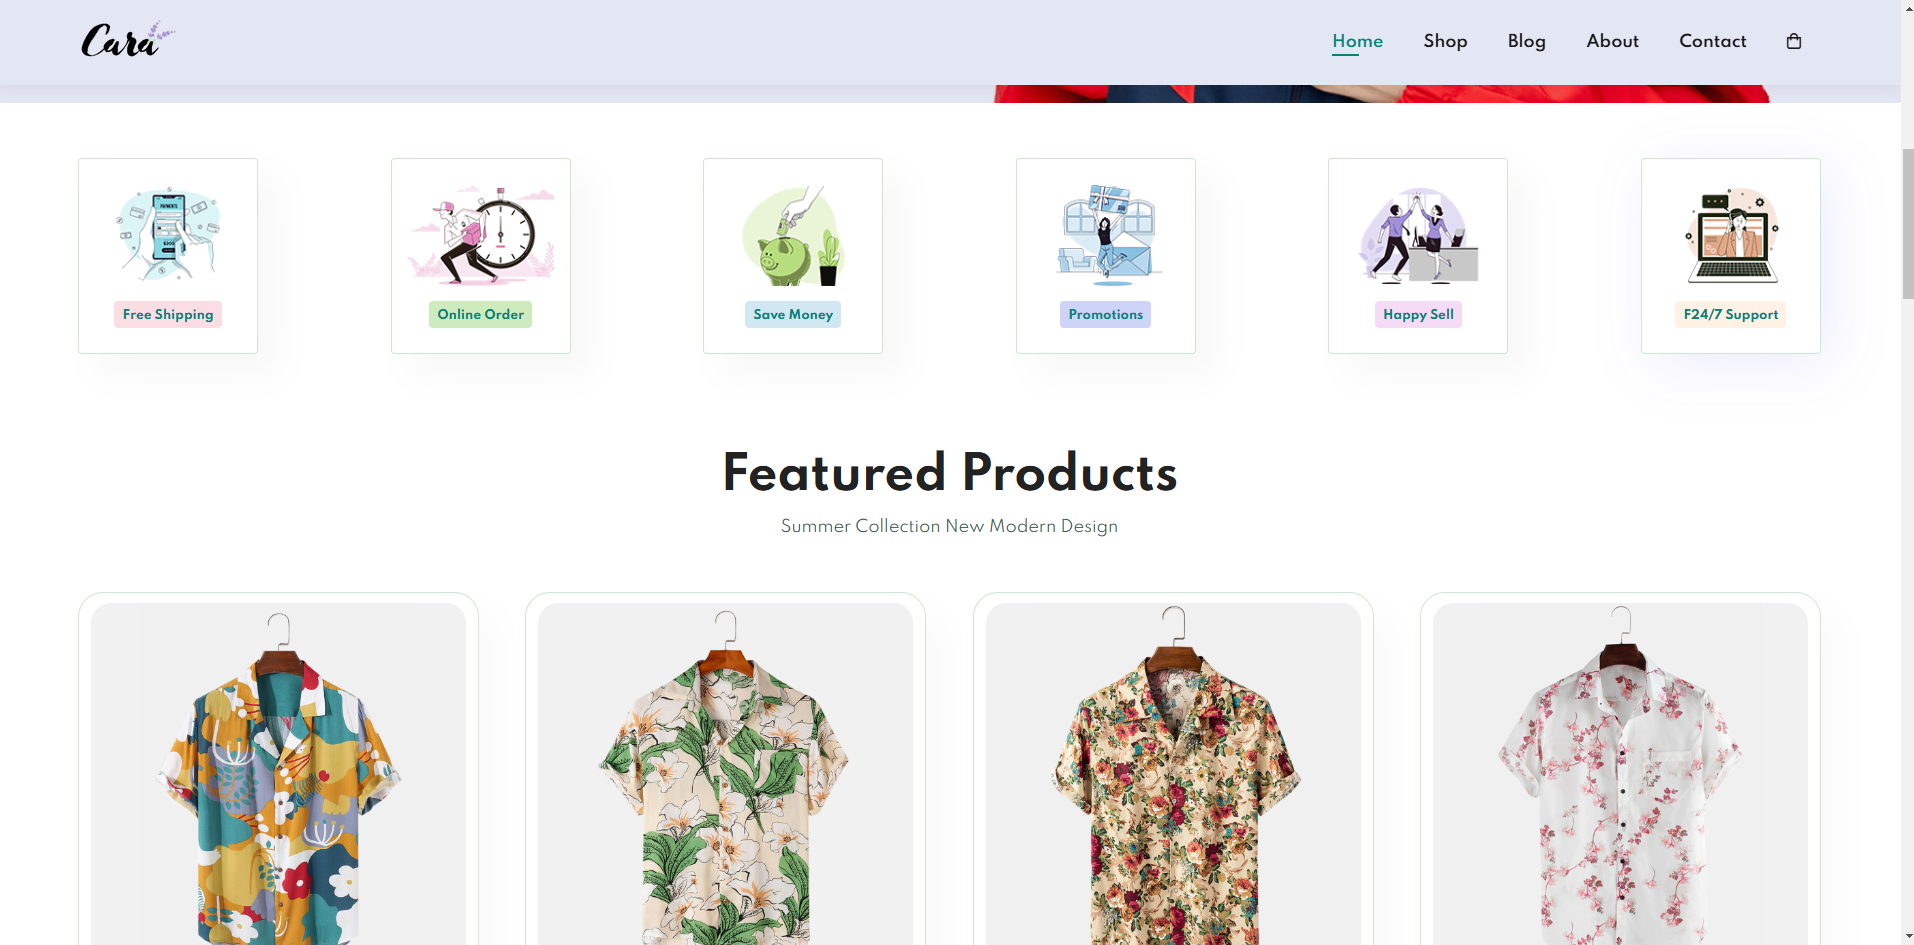 Cara
Home Shop Blog About Contact
PAYMENTS
Free Shipping
Online Order
Save Money
Promotions
Happy Sell
F24/7 Support
Featured Products
Summer Collection New Modern Design